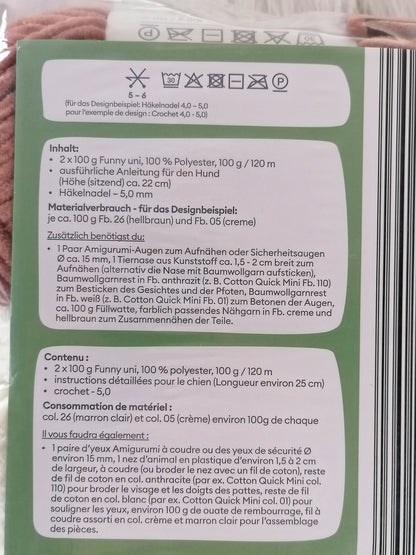 5 – 6
30
P
(für das Designbeispiel: Häkelnadel 4,0 – 5,0
pour l'exemple de design : Crochet 4,0 - 5,0)
Inhalt:
• 2 x 100 g Funny uni, 100 % Polyester, 100 g / 120 m
• ausführliche Anleitung für den Hund
(Höhe (sitzend) ca. 22 cm)
• Häkelnadel – 5,0 mm
Materialverbrauch - für das Designbeispiel:
je ca. 100 g Fb. 26 (hellbraun) und Fb. 05 (creme)
Zusätzlich benötigst du:
• 1 Paar Amigurumi-Augen zum Aufnähen oder Sicherheitsaugen
Ø ca. 15 mm, 1 Tiernase aus Kunststoff ca. 1,5 - 2 cm breit zum
Aufnähen (alternativ die Nase mit Baumwollgarn aufsticken),
Baumwollgarnrest in Fb. anthrazit (z. B. Cotton Quick Mini Fb. 110)
zum Besticken des Gesichtes und der Pfoten, Baumwollgarnrest
in Fb. weiß (z. B. Cotton Quick Mini Fb. 01) zum Betonen der Augen,
ca. 100 g Füllwatte, farblich passendes Nähgarn in Fb. creme und
hellbraun zum Zusammennähen der Teile.
Contenu :
• 2 x 100 g Funny uni, 100 % polyester, 100 g / 120 m
• instructions détaillées pour le chien (Longueur environ 25 cm)
• crochet - 5,0
Consommation de matériel :
col. 26 (marron clair) et col. 05 (crème) environ 100g de chaque
Il vous faudra également :
• 1 paire d'yeux Amigurumi à coudre ou des yeux de sécurité Ø
environ 15 mm, 1 nez d'animal en plastique d'environ 1,5 à 2 cm
de largeur, à coudre (ou broder le nez avec un fil de coton), reste
de fil de coton en col. anthracite (par ex. Cotton Quick Mini col.
110) pour broder le visage et les doigts des pattes, reste de fil
de coton en col. blanc (par ex. Cotton Quick Mini col. 01) pour
souligner les yeux, environ 100 g de ouate de rembourrage, fil à
coudre assorti en col. crème et marron clair pour l'assemblage
des pièces.